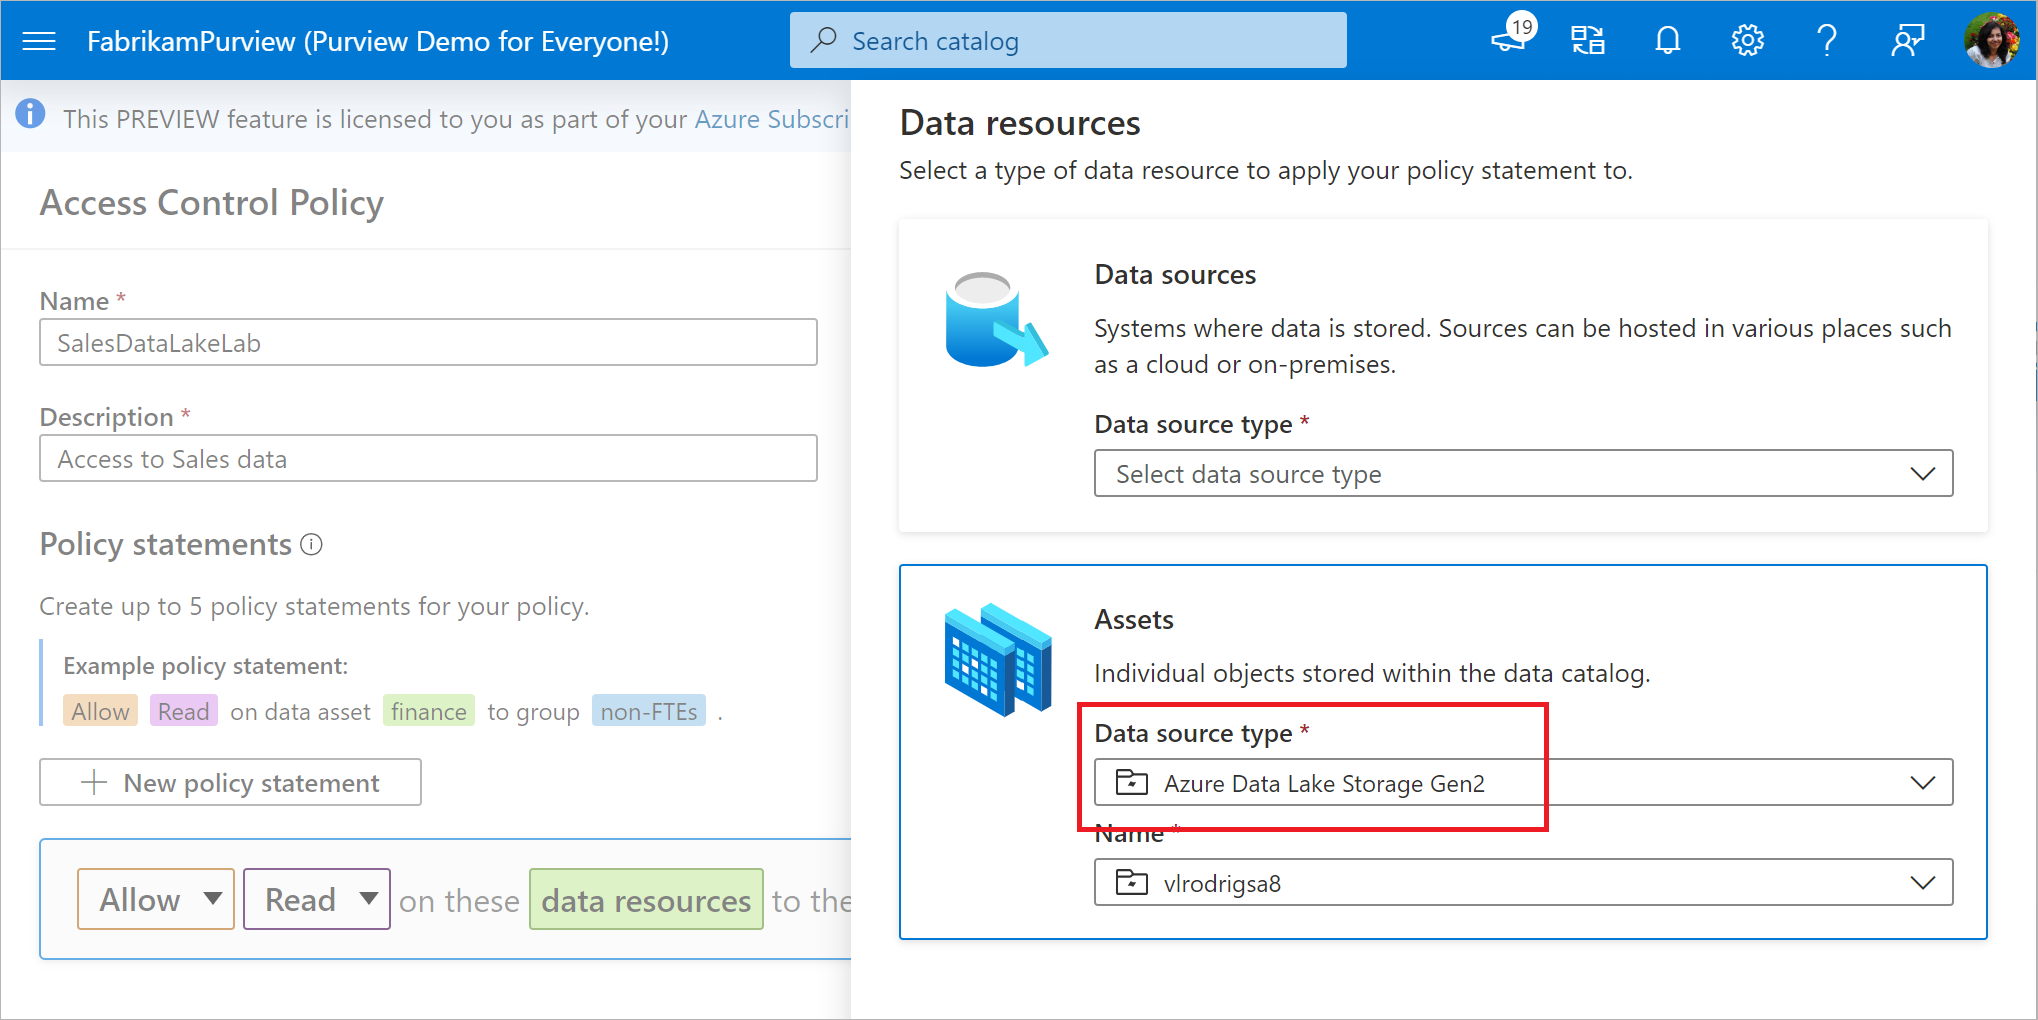 FabrikamPurview (Purview Demo for Everyone!)
Search catalog
19
This PREVIEW feature is licensed to you as part of your Azure Subscri
Access Control Policy
Name *
SalesDataLakeLab
Description *
Access to Sales data
Policy statements
Create up to 5 policy statements for your policy.
Example policy statement:
Allow Read on data asset finance to group non-FTEs .
New policy statement
Allow Read on these data resources to the
Data resources
Select a type of data resource to apply your policy statement to.
Data sources
Systems where data is stored. Sources can be hosted in various places such
as a cloud or on-premises.
Data source type *
Select data source type
Assets
Individual objects stored within the data catalog.
Data source type *
Azure Data Lake Storage Gen2
Name *
vlrodrigsa8